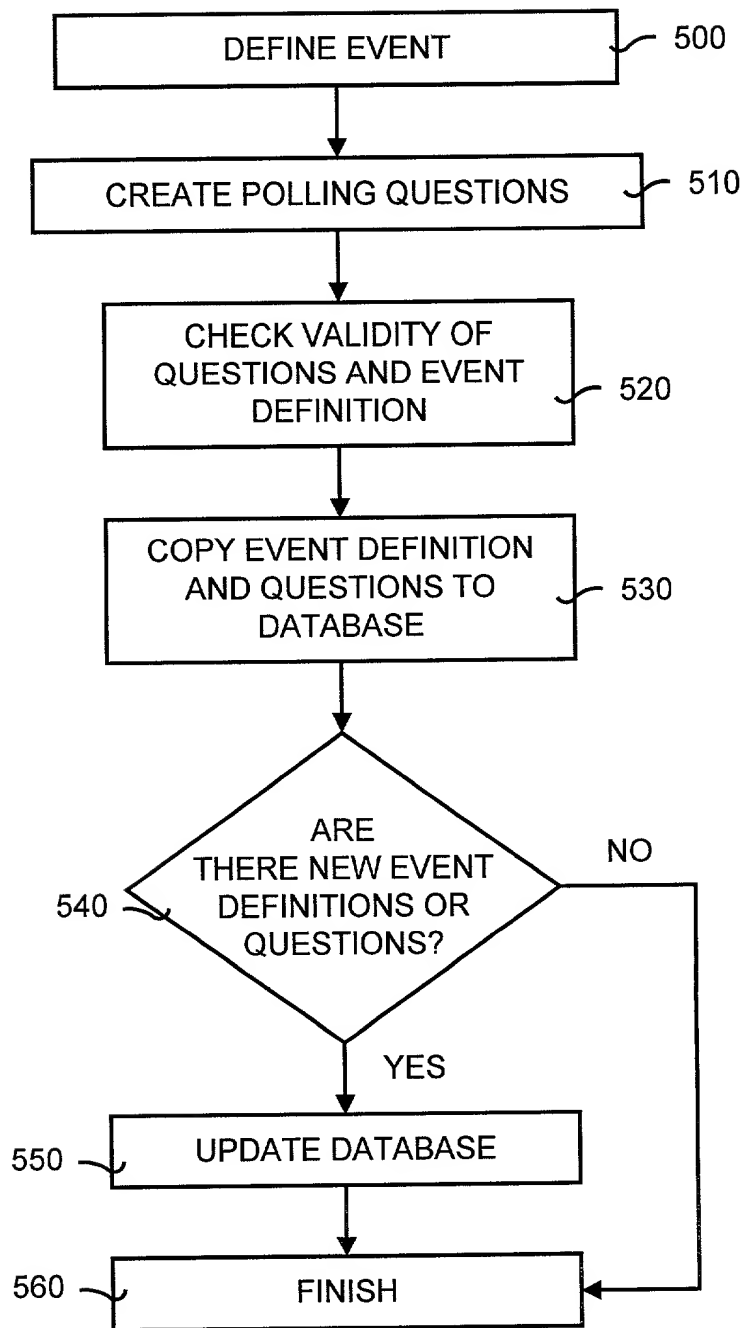 DEFINE EVENT
500
CREATE POLLING QUESTIONS
510
CHECK VALIDITY OF
QUESTIONS AND EVENT
DEFINITION
520
COPY EVENT DEFINITION
AND QUESTIONS TO
DATABASE
530
ARE
THERE NEW EVENT
DEFINITIONS OR
QUESTIONS?
540
NO
YES
550
UPDATE DATABASE
560
FINISH